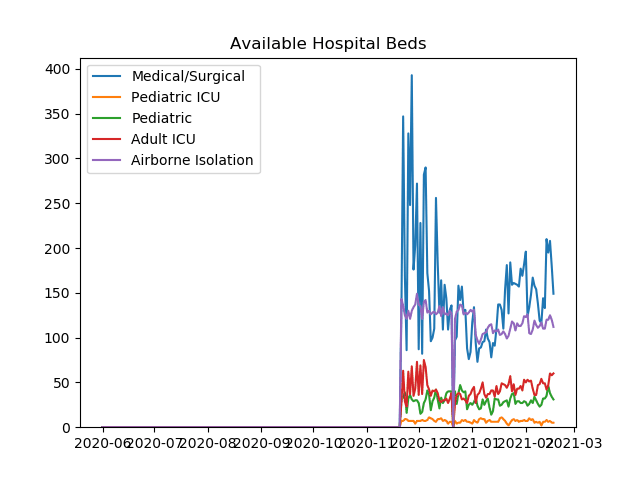 Available Hospital Beds
Medical/Surgical
Pediatric ICU
Pediatric
Adult ICU
Airborne Isolation
400
350
300
250
200
150
100
50
0
2020-06 2020-07 2020-08 2020-09 2020-10 2020-11 2020-12 2021-01 2021-02 2021-03